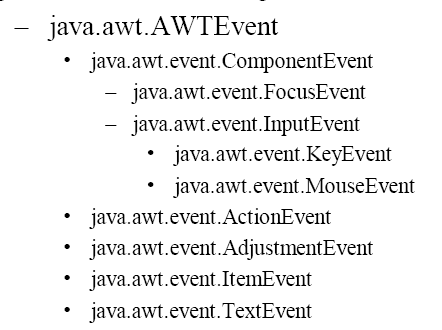 – java.awt.AWTEvent
• java.awt.event.ComponentEvent
– java.awt.event.FocusEvent
– java.awt.event.InputEvent
• java.awt.event.KeyEvent
• java.awt.event.MouseEvent
• java.awt.event.ActionEvent
• java.awt.event.AdjustmentEvent
• java.awt.event.ItemEvent
• java.awt.event.TextEvent